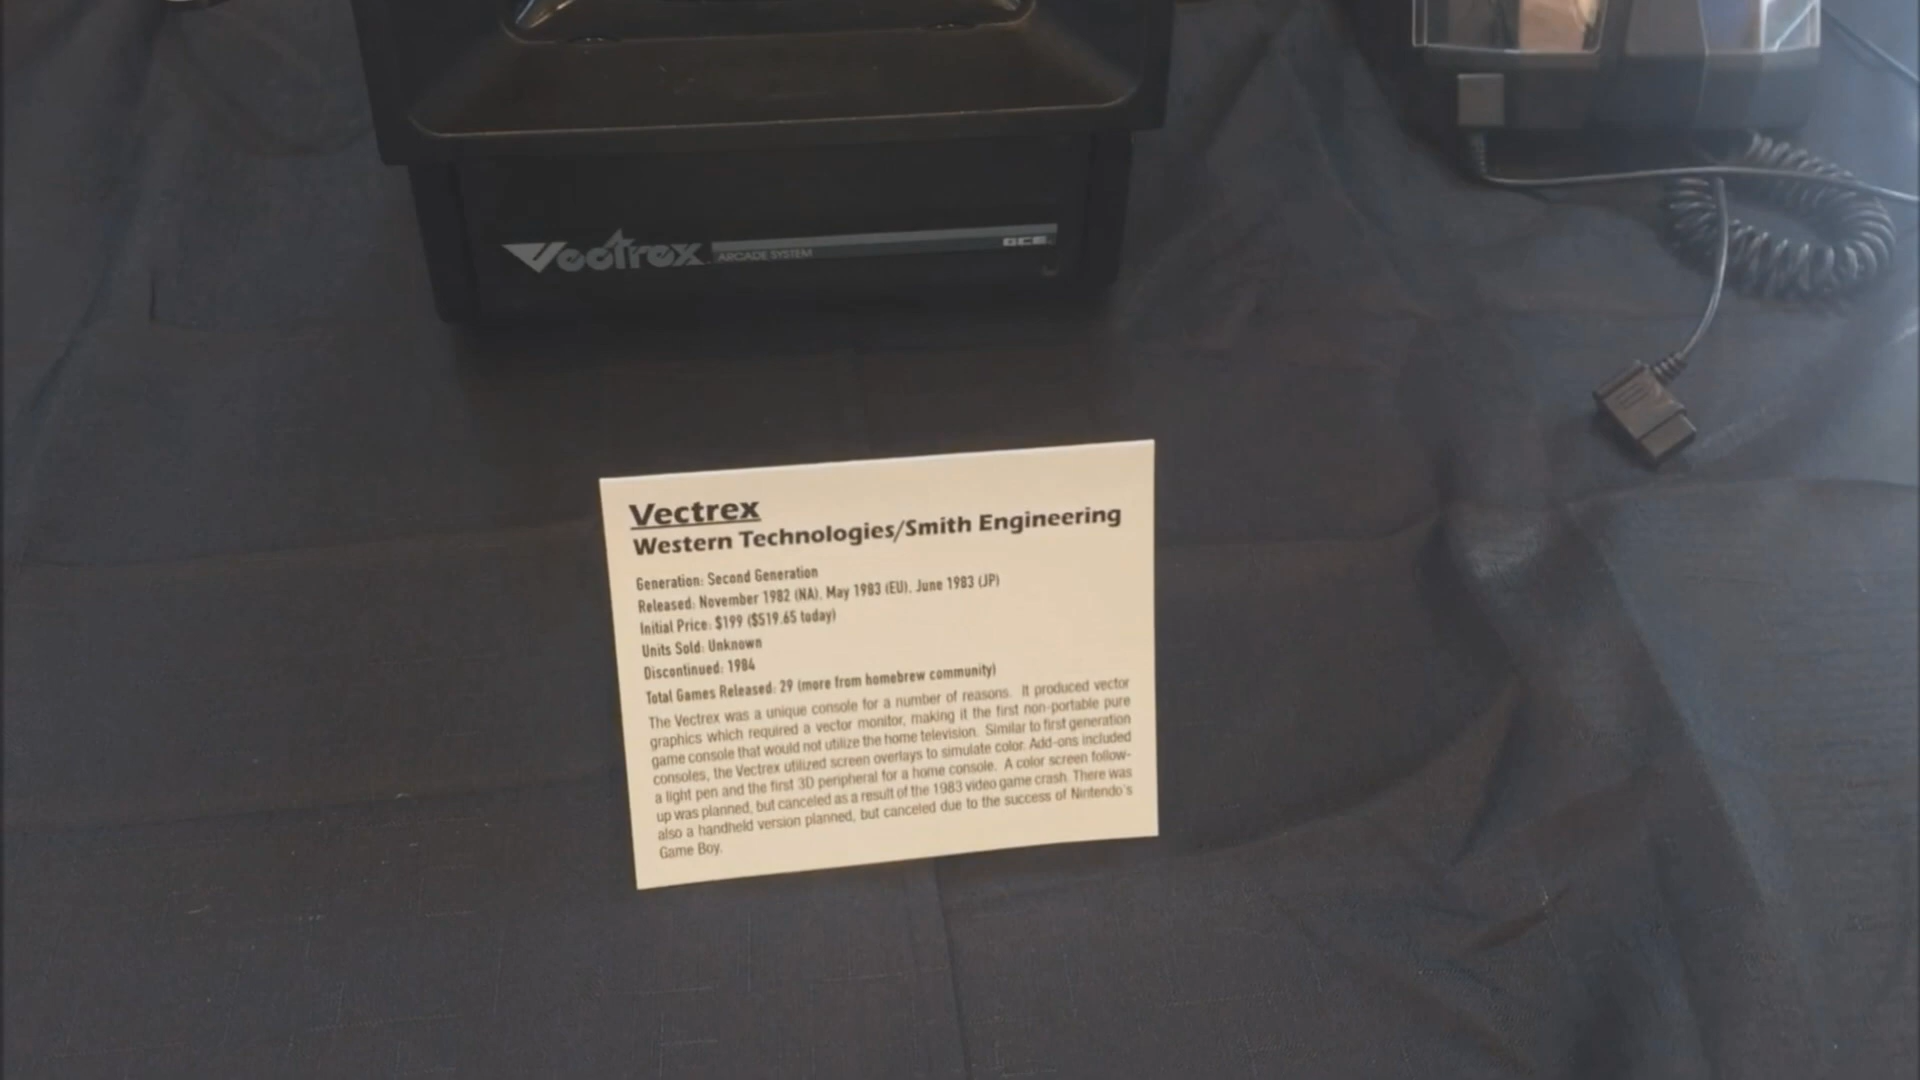 Vectrex
ARCADE SYSTEM
GCE
Vectrex
Western Technologies/Smith Engineering
Generation: Second Generation
Released: November 1982 (NA), May 1983 (EU), June 1983 (JP)
Initial Price: $199 ($519.65 today)
Units Sold: Unknown
Discontinued: 1984
Total Games Released: 29 (more from homebrew community)
The Vectrex was a unique console for a number of reasons. It produced vector
graphics which required a vector monitor, making it the first non-portable pure
game console that would not utilize the home television. Similar to first generation
consoles, the Vectrex utilized screen overlays to simulate color. Add-ons included
a light pen and the first 3D peripheral for a home console. A color screen follow-
up was planned, but canceled as a result of the 1983 video game crash. There was
also a handheld version planned, but canceled due to the success of Nintendo's
Game Boy.